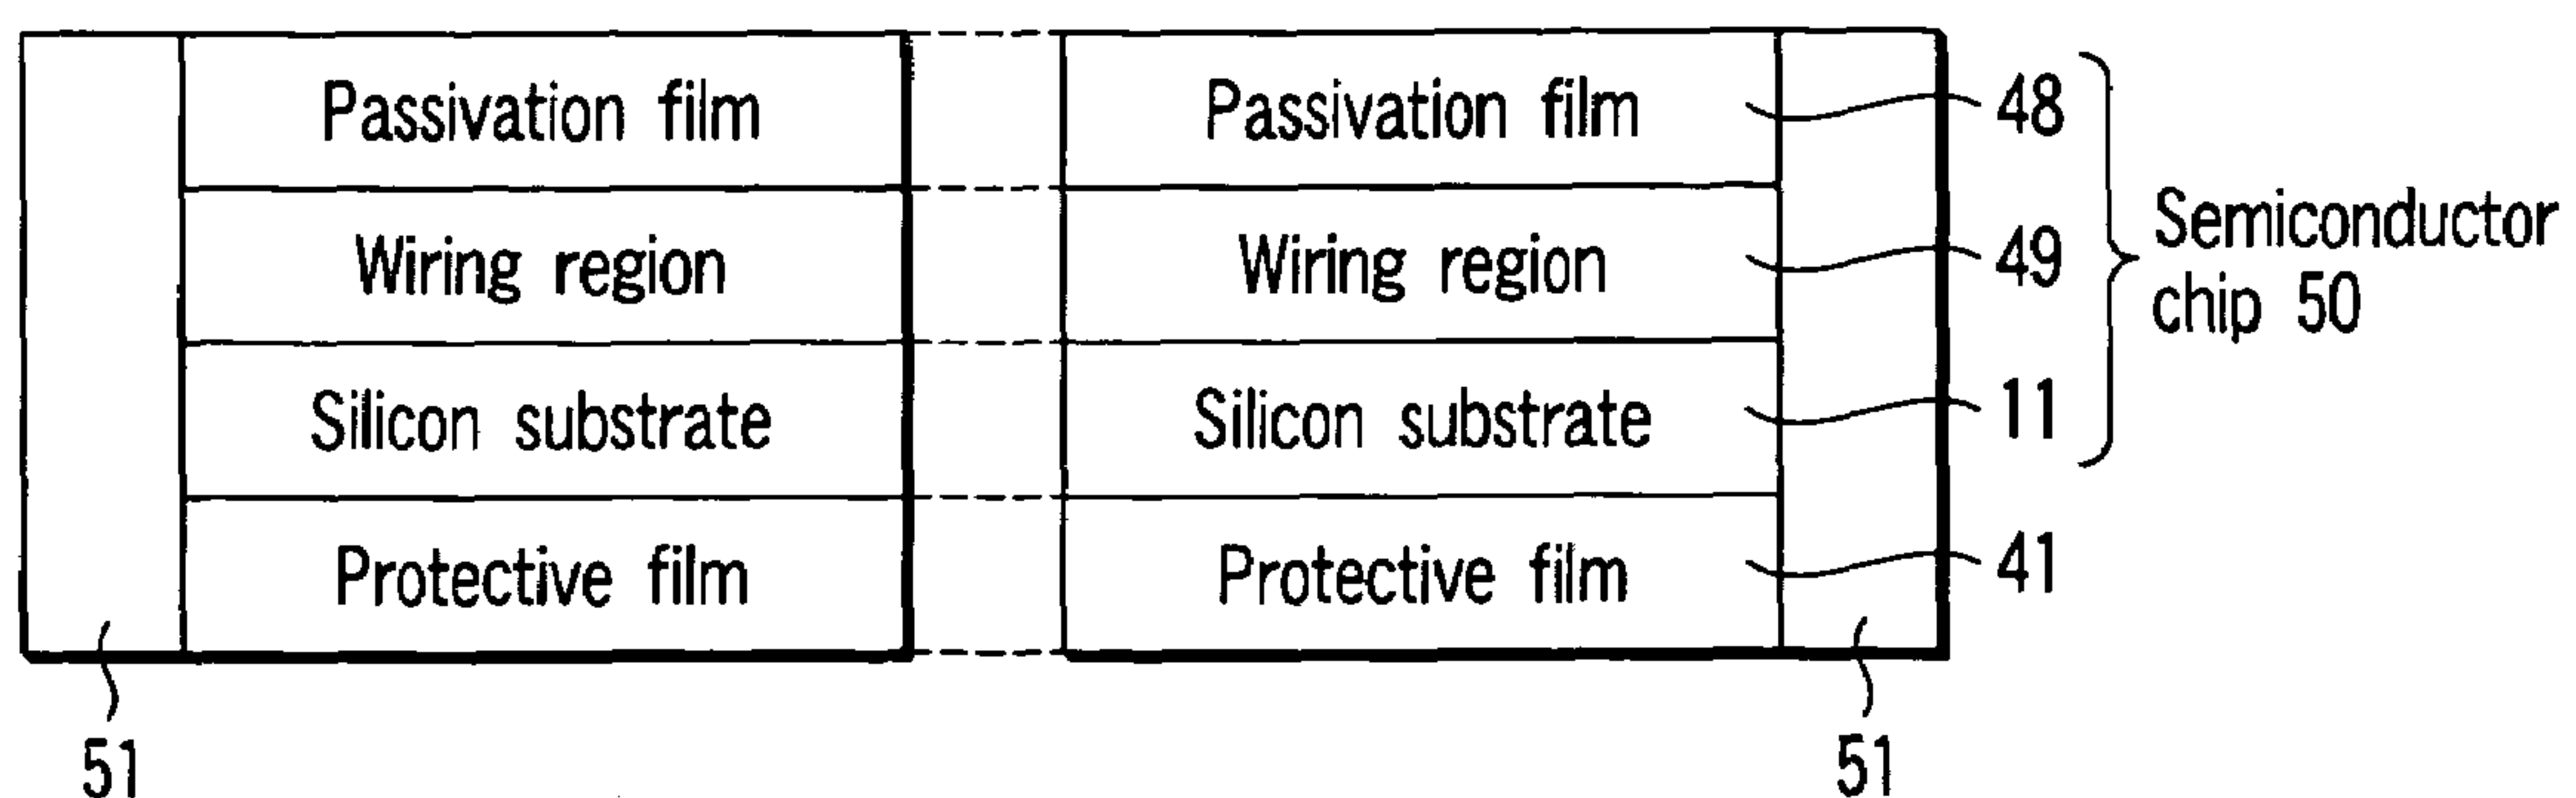 Passivation film Passivation film 48
Wiring region Wiring region 49
Semiconductor
chip 50
Silicon substrate Silicon substrate 11
Protective film Protective film 41
51 51